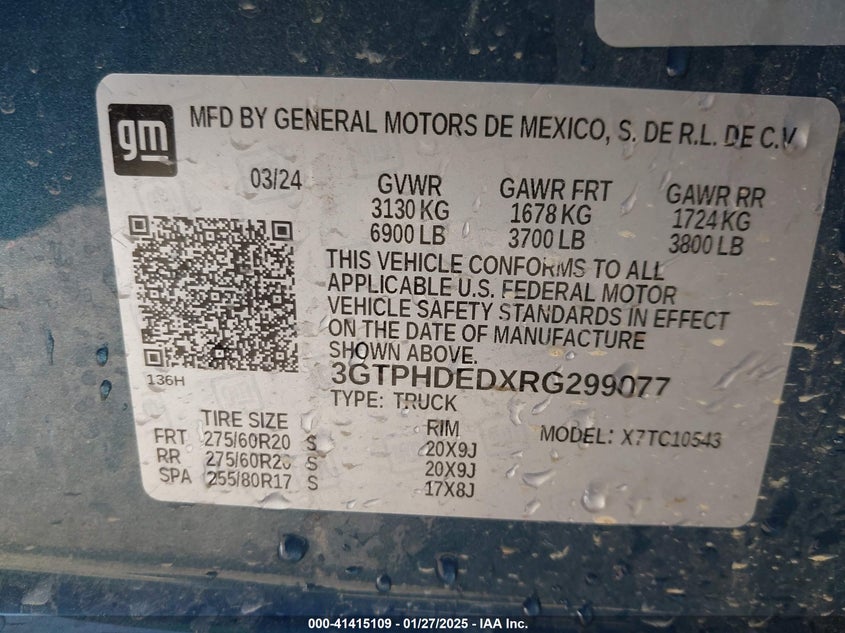 gm
MFD BY GENERAL MOTORS DE MEXICO, S. DE R.L. DE C.V
03/24
GVWR
3130 KG
6900 LB
GAWR FRT
1678 KG
3700 LB
GAWR RR
1724 KG
3800 LB
THIS VEHICLE CONFORMS TO ALL
APPLICABLE U.S. FEDERAL MOTOR
VEHICLE SAFETY STANDARDS IN EFFECT
ON THE DATE OF MANUFACTURE
SHOWN ABOVE.
136H
3GTPHDEDXRG299077
TYPE: TRUCK
TIRE SIZE
RIM
MODEL: X7TC10543
FRT 275/60R20 S 20X9J
RR 275/60R20 S 20X9J
SPA 255/80R17 S 17X8J
000-41415109 — 01/27/2025 — IAA Inc.